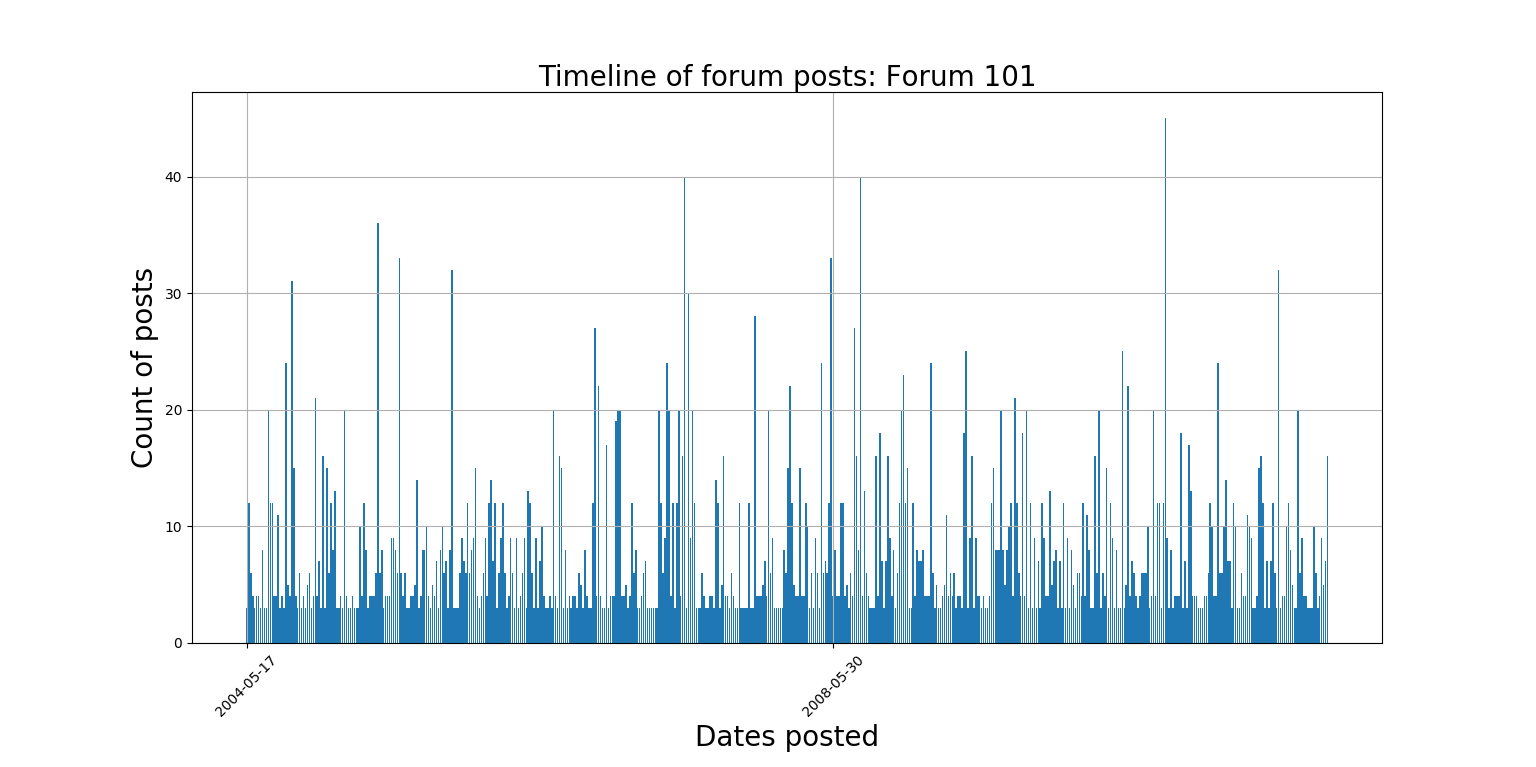 Timeline of forum posts: Forum 101
Count of posts
40
30
20
10
0
2004-05-17
2008-05-30
Dates posted